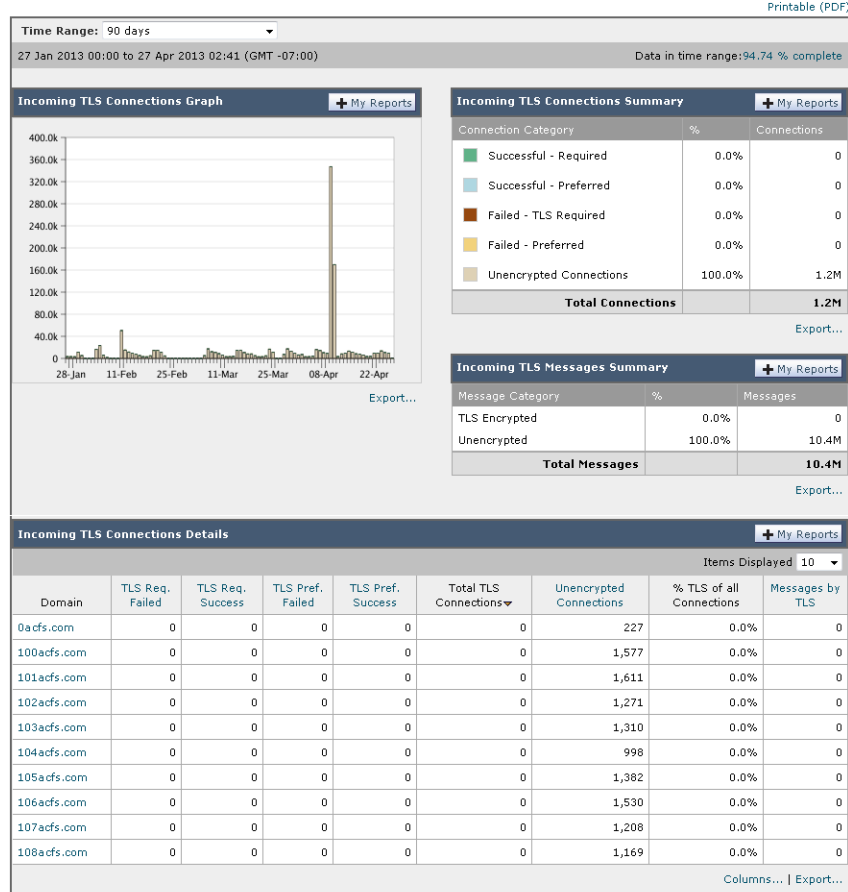 Printable (PDF)
Time Range: 90 days
27 Jan 2013 00:00 to 27 Apr 2013 02:41 (GMT -07:00) Data in time range:94.74 % complete
Incoming TLS Connections Graph + My Reports
400.0k
360.0k
320.0k
280.0k
240.0k
200.0k
160.0k
120.0k
80.0k
40.0k
0
28-Jan 11-Feb 25-Feb 11-Mar 25-Mar 08-Apr 22-Apr
Export...
Incoming TLS Connections Summary + My Reports
Connection Category % Connections
Successful - Required 0.0% 0
Successful - Preferred 0.0% 0
Failed - TLS Required 0.0% 0
Failed - Preferred 0.0% 0
Unencrypted Connections 100.0% 1.2M
Total Connections 1.2M
Export...
Incoming TLS Messages Summary + My Reports
Message Category % Messages
TLS Encrypted 0.0% 0
Unencrypted 100.0% 10.4M
Total Messages 10.4M
Export...
Incoming TLS Connections Details + My Reports
Items Displayed 10
Domain TLS Req. Failed TLS Req. Success TLS Pref. Failed TLS Pref. Success Total TLS Connections Unencrypted Connections % TLS of all Connections Messages by TLS
0acfs.com 0 0 0 0 0 227 0.0% 0
100acfs.com 0 0 0 0 0 1,577 0.0% 0
101acfs.com 0 0 0 0 0 1,611 0.0% 0
102acfs.com 0 0 0 0 0 1,271 0.0% 0
103acfs.com 0 0 0 0 0 1,310 0.0% 0
104acfs.com 0 0 0 0 0 998 0.0% 0
105acfs.com 0 0 0 0 0 1,382 0.0% 0
106acfs.com 0 0 0 0 0 1,530 0.0% 0
107acfs.com 0 0 0 0 0 1,208 0.0% 0
108acfs.com 0 0 0 0 0 1,169 0.0% 0
Columns... | Export...